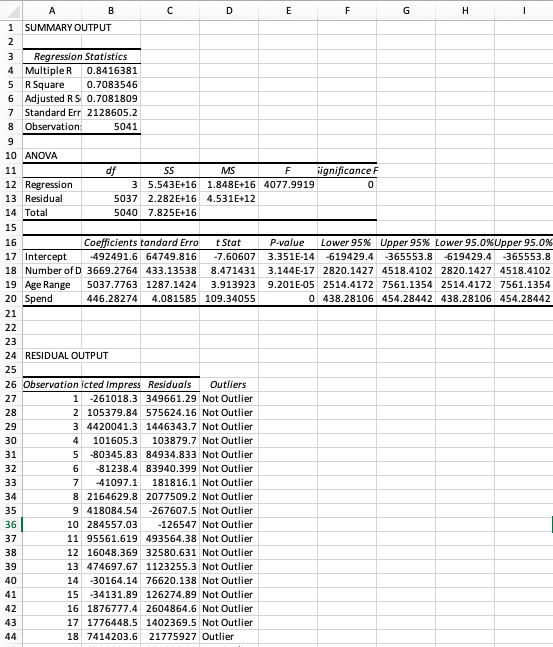 A B C D E F G H I
1 SUMMARY OUTPUT
2
3 Regression Statistics
4 Multiple R 0.8416381
5 R Square 0.7083546
6 Adjusted R S 0.7081809
7 Standard Err 2128605.2
8 Observation: 5041
9
10 ANOVA
11 df SS MS F ignificance F
12 Regression 3 5.543E+16 1.848E+16 4077.9919 0
13 Residual 5037 2.282E+16 4.531E+12
14 Total 5040 7.825E+16
15
16 Coefficients tandard Erro t Stat P-value Lower 95% Upper 95% Lower 95.0% Upper 95.0%
17 Intercept -492491.6 64749.816 -7.60607 3.351E-14 -619429.4 -365553.8 -619429.4 -365553.8
18 Number of D 3669.2764 433.13538 8.471431 3.144E-17 2820.1427 4518.4102 2820.1427 4518.4102
19 Age Range 5037.7763 1287.1424 3.913923 9.201E-05 2514.4172 7561.1354 2514.4172 7561.1354
20 Spend 446.28274 4.081585 109.34055 0 438.28106 454.28442 438.28106 454.28442
21
22
23
24 RESIDUAL OUTPUT
25
26 Observation icted Impress Residuals Outliers
27 1 -261018.3 349661.29 Not Outlier
28 2 105379.84 575624.16 Not Outlier
29 3 4420041.3 1446343.7 Not Outlier
30 4 101605.3 103879.7 Not Outlier
31 5 -80345.83 84934.833 Not Outlier
32 6 -81238.4 83940.399 Not Outlier
33 7 -41097.1 181816.1 Not Outlier
34 8 2164629.8 2077509.2 Not Outlier
35 9 418084.54 -267607.5 Not Outlier
36 10 284557.03 -126547 Not Outlier
37 11 95561.619 493564.38 Not Outlier
38 12 16048.369 32580.631 Not Outlier
39 13 474697.67 1123255.3 Not Outlier
40 14 -30164.14 76620.138 Not Outlier
41 15 -34131.89 126274.89 Not Outlier
42 16 1876777.4 2604864.6 Not Outlier
43 17 1776448.5 1402369.5 Not Outlier
44 18 7414203.6 21775927 Outlier